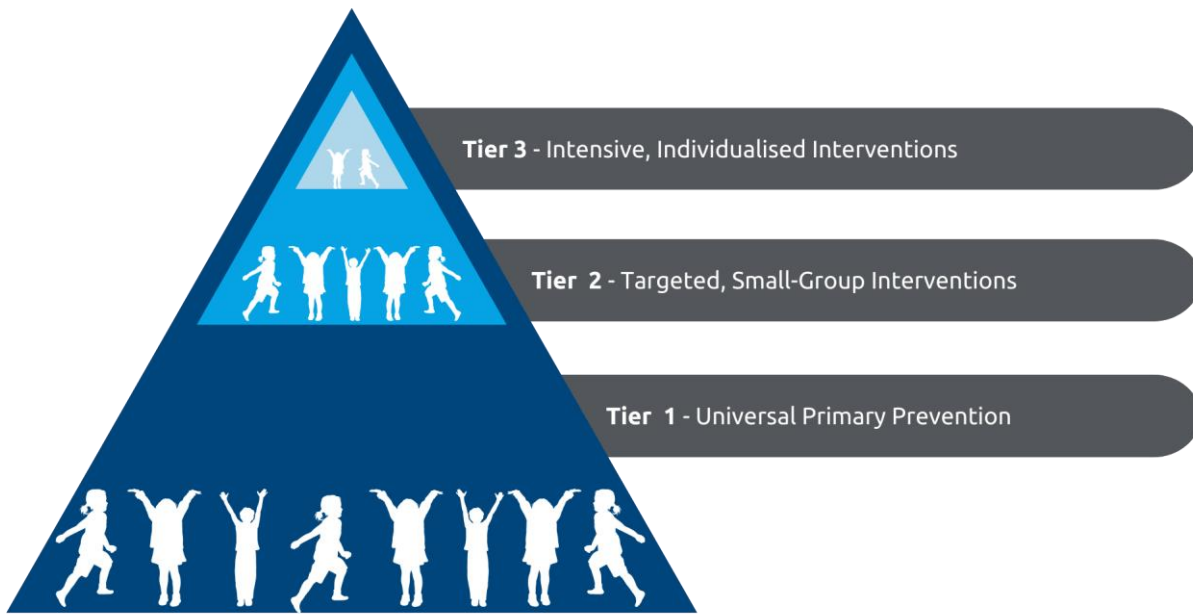 Tier 3 - Intensive, Individualised Interventions
Tier 2 - Targeted, Small-Group Interventions
Tier 1 - Universal Primary Prevention